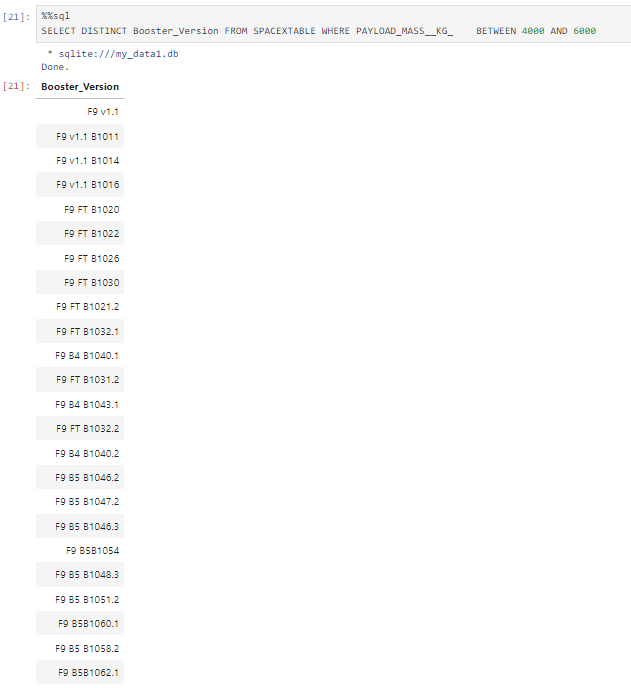 [21]: %%sql
SELECT DISTINCT Booster_Version FROM SPACEXTABLE WHERE PAYLOAD_MASS__KG_    BETWEEN 4000 AND 6000
* sqlite:///my_data1.db
Done.
[21]: Booster_Version
F9 v1.1
F9 v1.1 B1011
F9 v1.1 B1014
F9 v1.1 B1016
F9 FT B1020
F9 FT B1022
F9 FT B1026
F9 FT B1030
F9 FT B1021.2
F9 FT B1032.1
F9 B4 B1040.1
F9 FT B1031.2
F9 B4 B1043.1
F9 FT B1032.2
F9 B4 B1040.2
F9 B5 B1046.2
F9 B5 B1047.2
F9 B5 B1046.3
F9 B5B1054
F9 B5 B1048.3
F9 B5 B1051.2
F9 B5B1060.1
F9 B5 B1058.2
F9 B5B1062.1